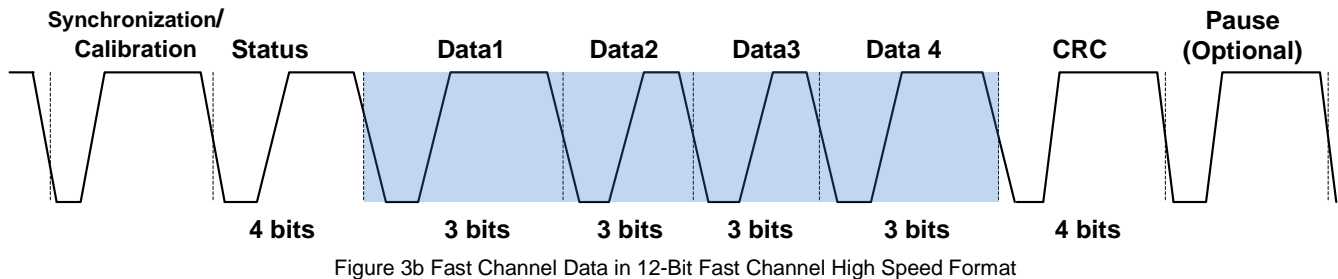 Synchronization/
Calibration
Status
Data1
Data2
Data3
Data 4
CRC
Pause
(Optional)
4 bits
3 bits
3 bits
3 bits
3 bits
4 bits
Figure 3b Fast Channel Data in 12-Bit Fast Channel High Speed Format